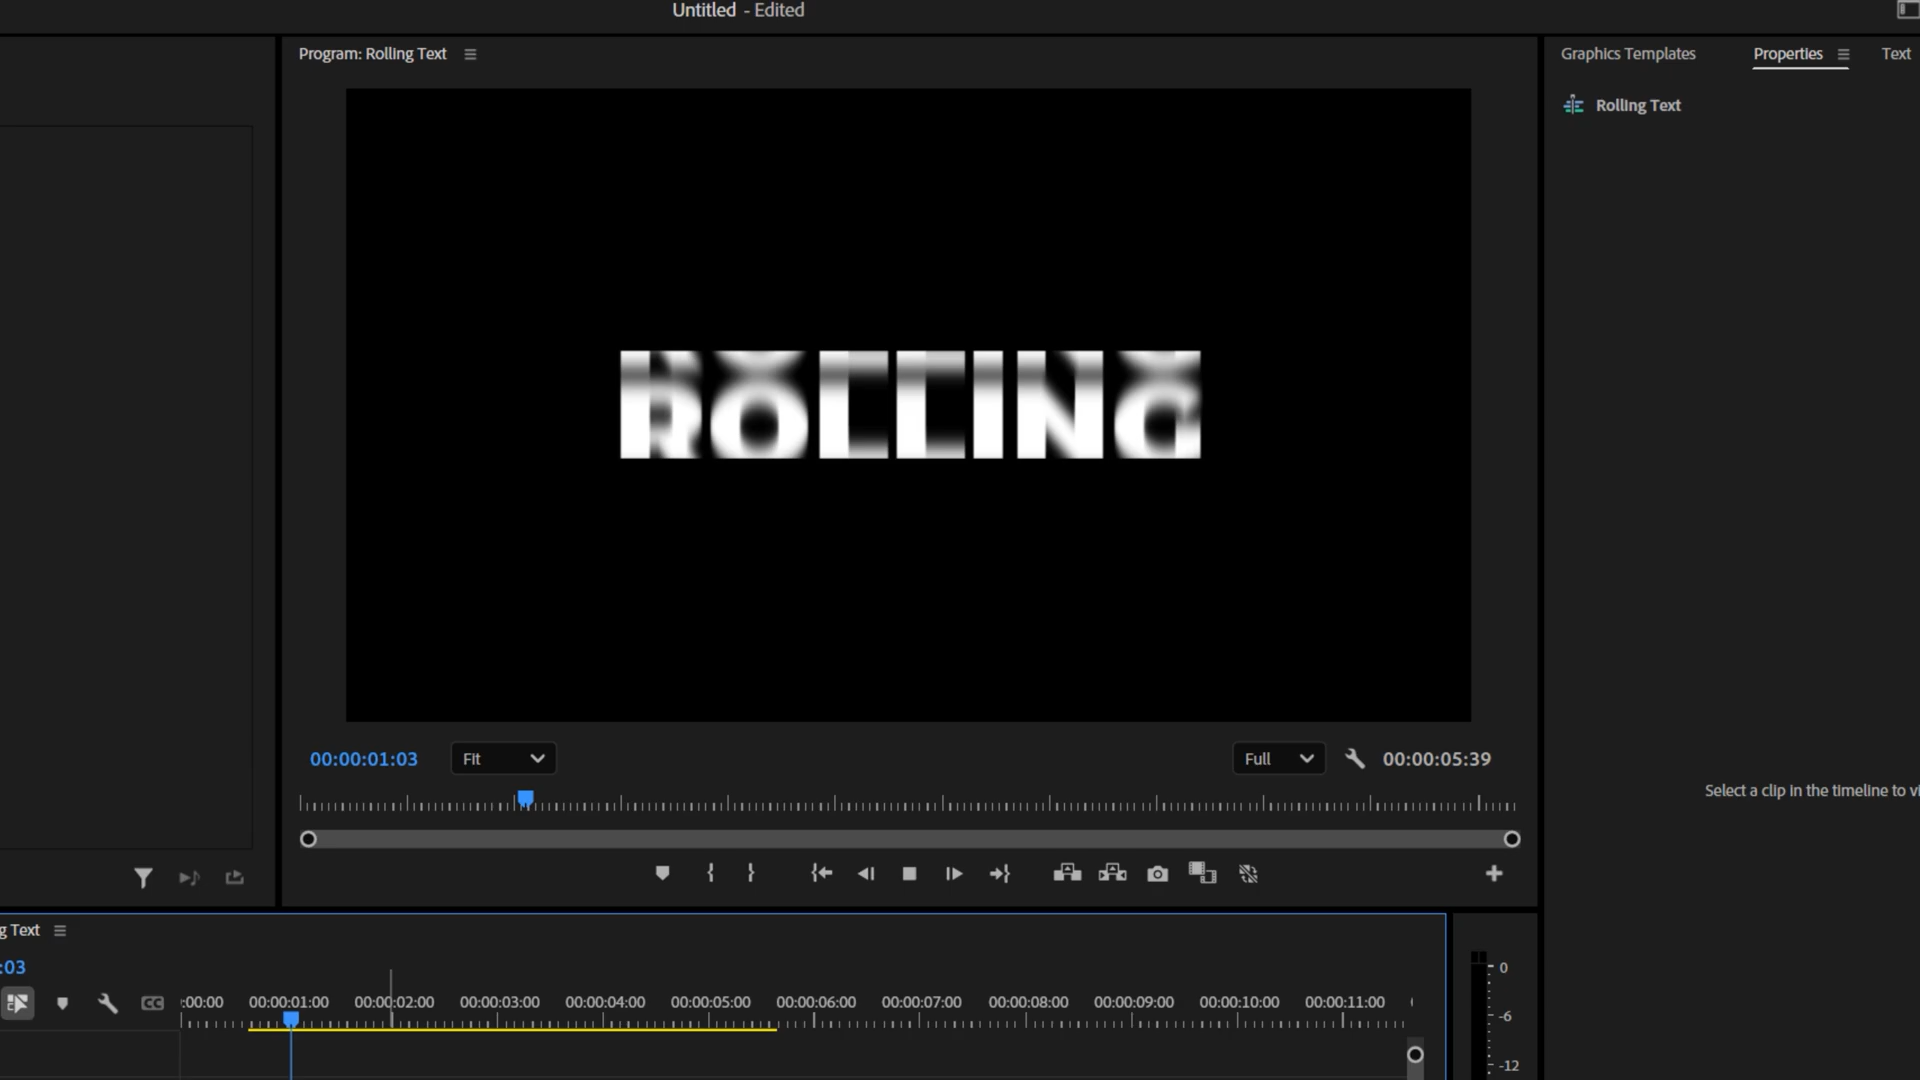 Untitled - Edited
Program: Rolling Text
Graphics Templates
Properties
Text
Rolling Text
ROLLING
00:00:01:03
Fit
Full
00:00:05:39
Select a clip in the timeline to vi
g Text
:03
:00:00
00:00:01:00
00:00:02:00
00:00:03:00
00:00:04:00
00:00:05:00
00:00:06:00
00:00:07:00
00:00:08:00
00:00:09:00
00:00:10:00
00:00:11:00
CC
0
-6
-12